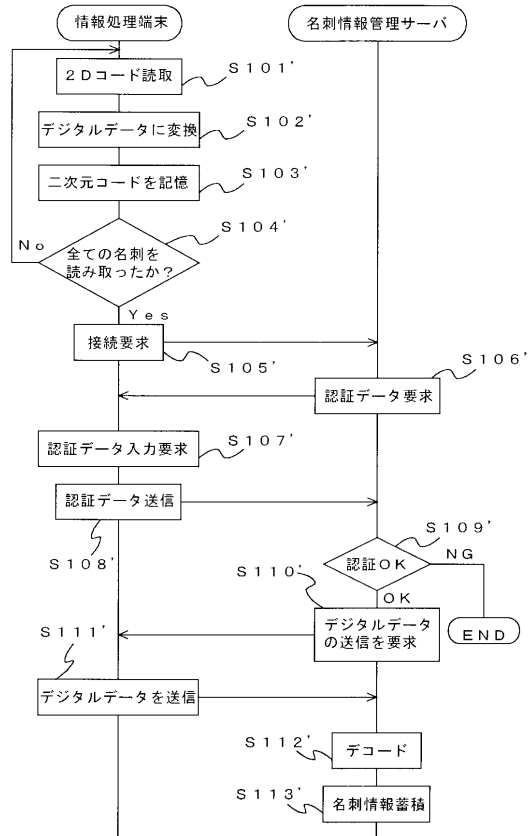 情報処理端末
名刺情報管理サーバ
２Ｄコード読取
Ｓ１０１’
デジタルデータに変換
Ｓ１０２’
二次元コードを記憶
Ｓ１０３’
Ｓ１０４’
Ｎｏ
全ての名刺を
読み取ったか？
Ｙｅｓ
接続要求
Ｓ１０５’
Ｓ１０６’
認証データ要求
認証データ入力要求
Ｓ１０７’
認証データ送信
Ｓ１０８’
Ｓ１０９’
認証ＯＫ
ＮＧ
ＯＫ
ＥＮＤ
Ｓ１１０’
デジタルデータ
の送信を要求
Ｓ１１１’
デジタルデータを送信
Ｓ１１２’
デコード
Ｓ１１３’
名刺情報蓄積